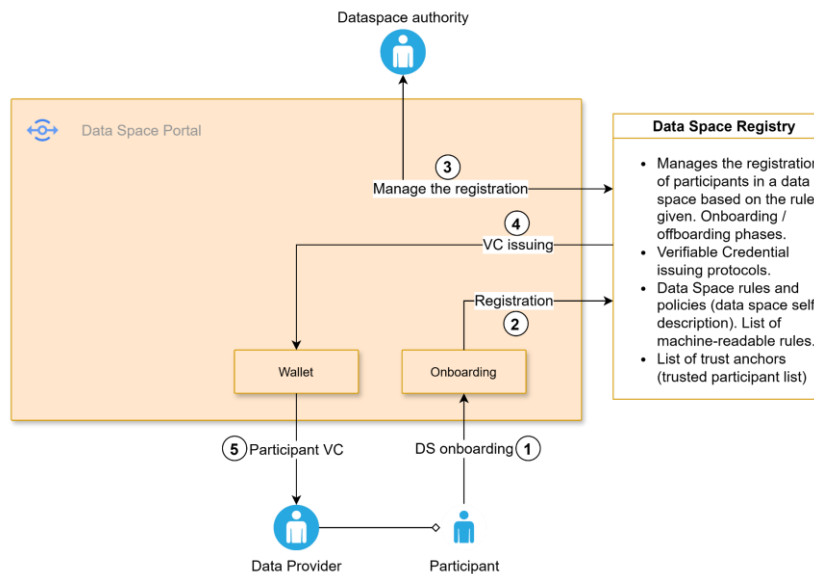 Dataspace authority
Data Space Portal
3
Manage the registration
4
VC issuing
Registration
2
Wallet
Onboarding
5 Participant VC
DS onboarding 1
Data Provider
Participant
Data Space Registry
• Manages the registration
of participants in a data
space based on the rule
given. Onboarding /
offboarding phases.
• Verifiable Credential
issuing protocols.
• Data Space rules and
policies (data space self
description). List of
machine-readable rules.
• List of trust anchors
(trusted participant list)